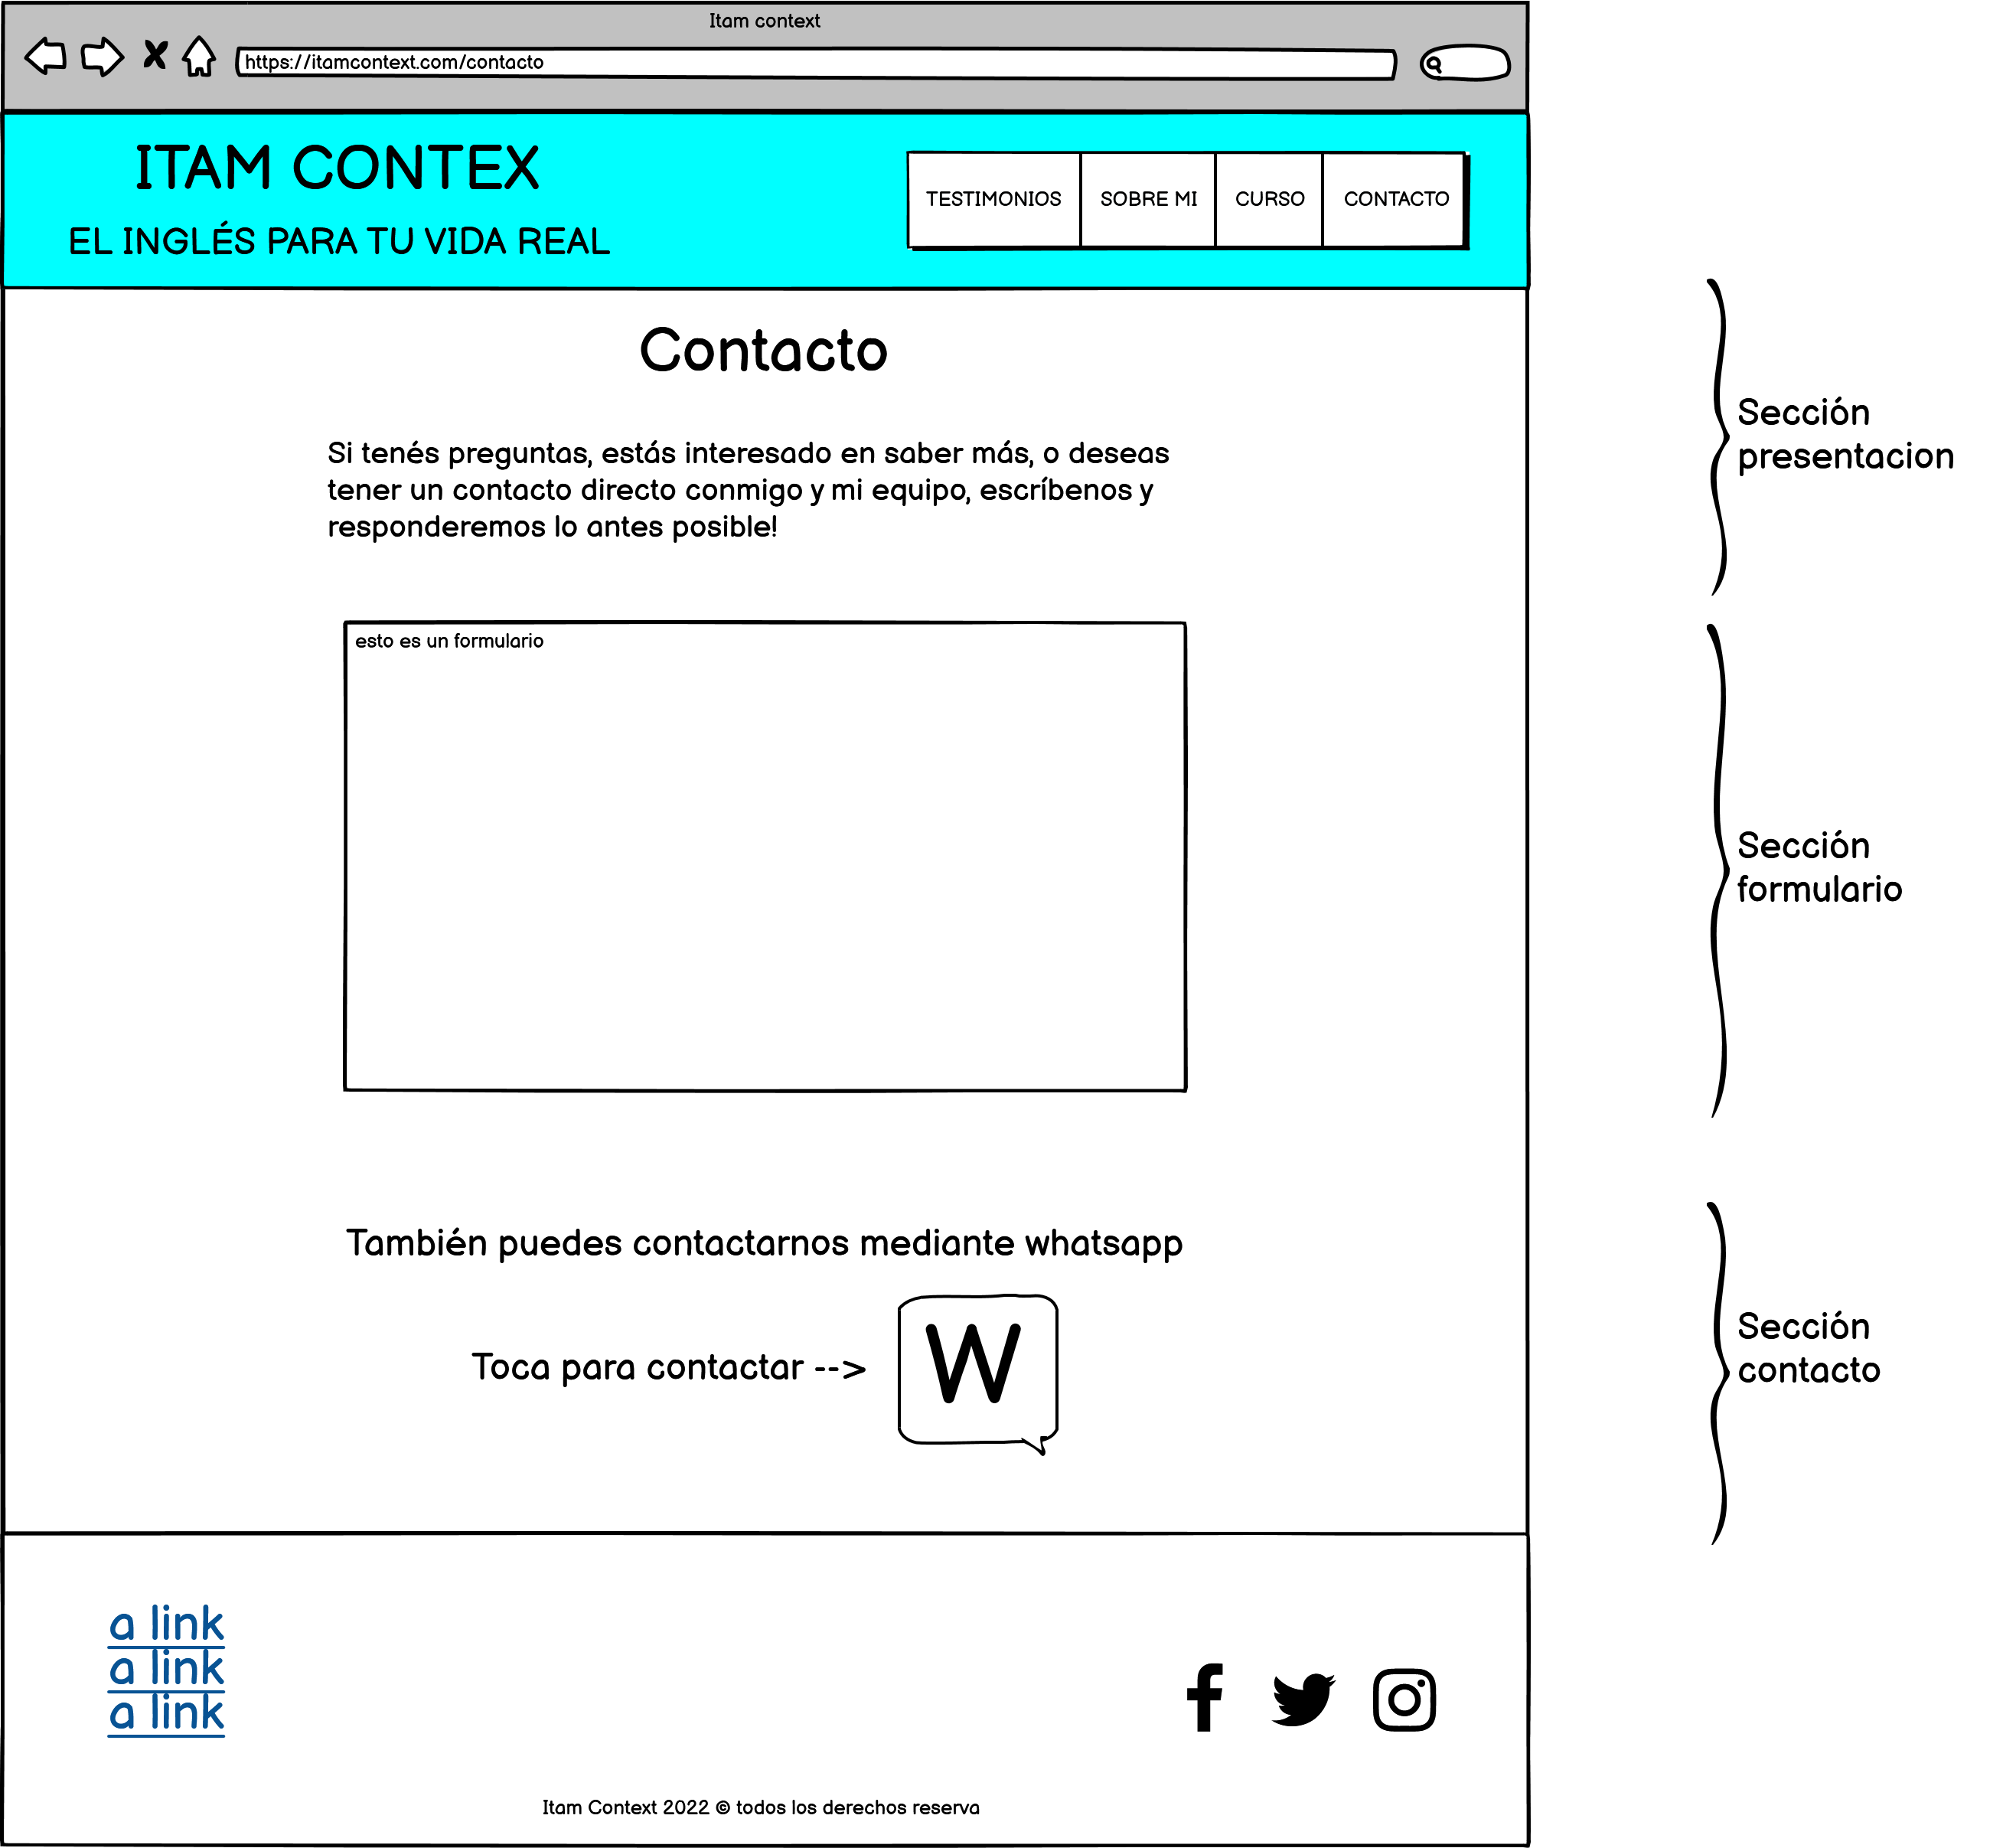 Itam context
https://itamcontext.com/contacto
ITAM CONTEX
EL INGLÉS PARA TU VIDA REAL
TESTIMONIOS
SOBRE MI
CURSO
CONTACTO
Contacto
Si tenés preguntas, estás interesado en saber más, o deseas
tener un contacto directo conmigo y mi equipo, escríbenos y
responderemos lo antes posible!
Sección
presentacion
esto es un formulario
Sección
formulario
También puedes contactarnos mediante whatsapp
Toca para contactar -->
W
Sección
contacto
a link
a link
a link
Itam Context 2022 © todos los derechos reserva